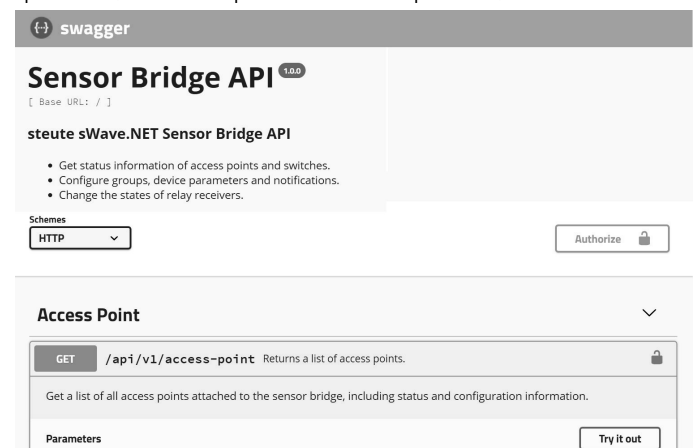 swagger
Sensor Bridge API 1.0.0
[ Base URL: / ]
steute sWave.NET Sensor Bridge API
• Get status information of access points and switches.
• Configure groups, device parameters and notifications.
• Change the states of relay receivers.
Schemes
HTTP
Authorize
Access Point
GET /api/v1/access-point Returns a list of access points.
Get a list of all access points attached to the sensor bridge, including status and configuration information.
Parameters Try it out